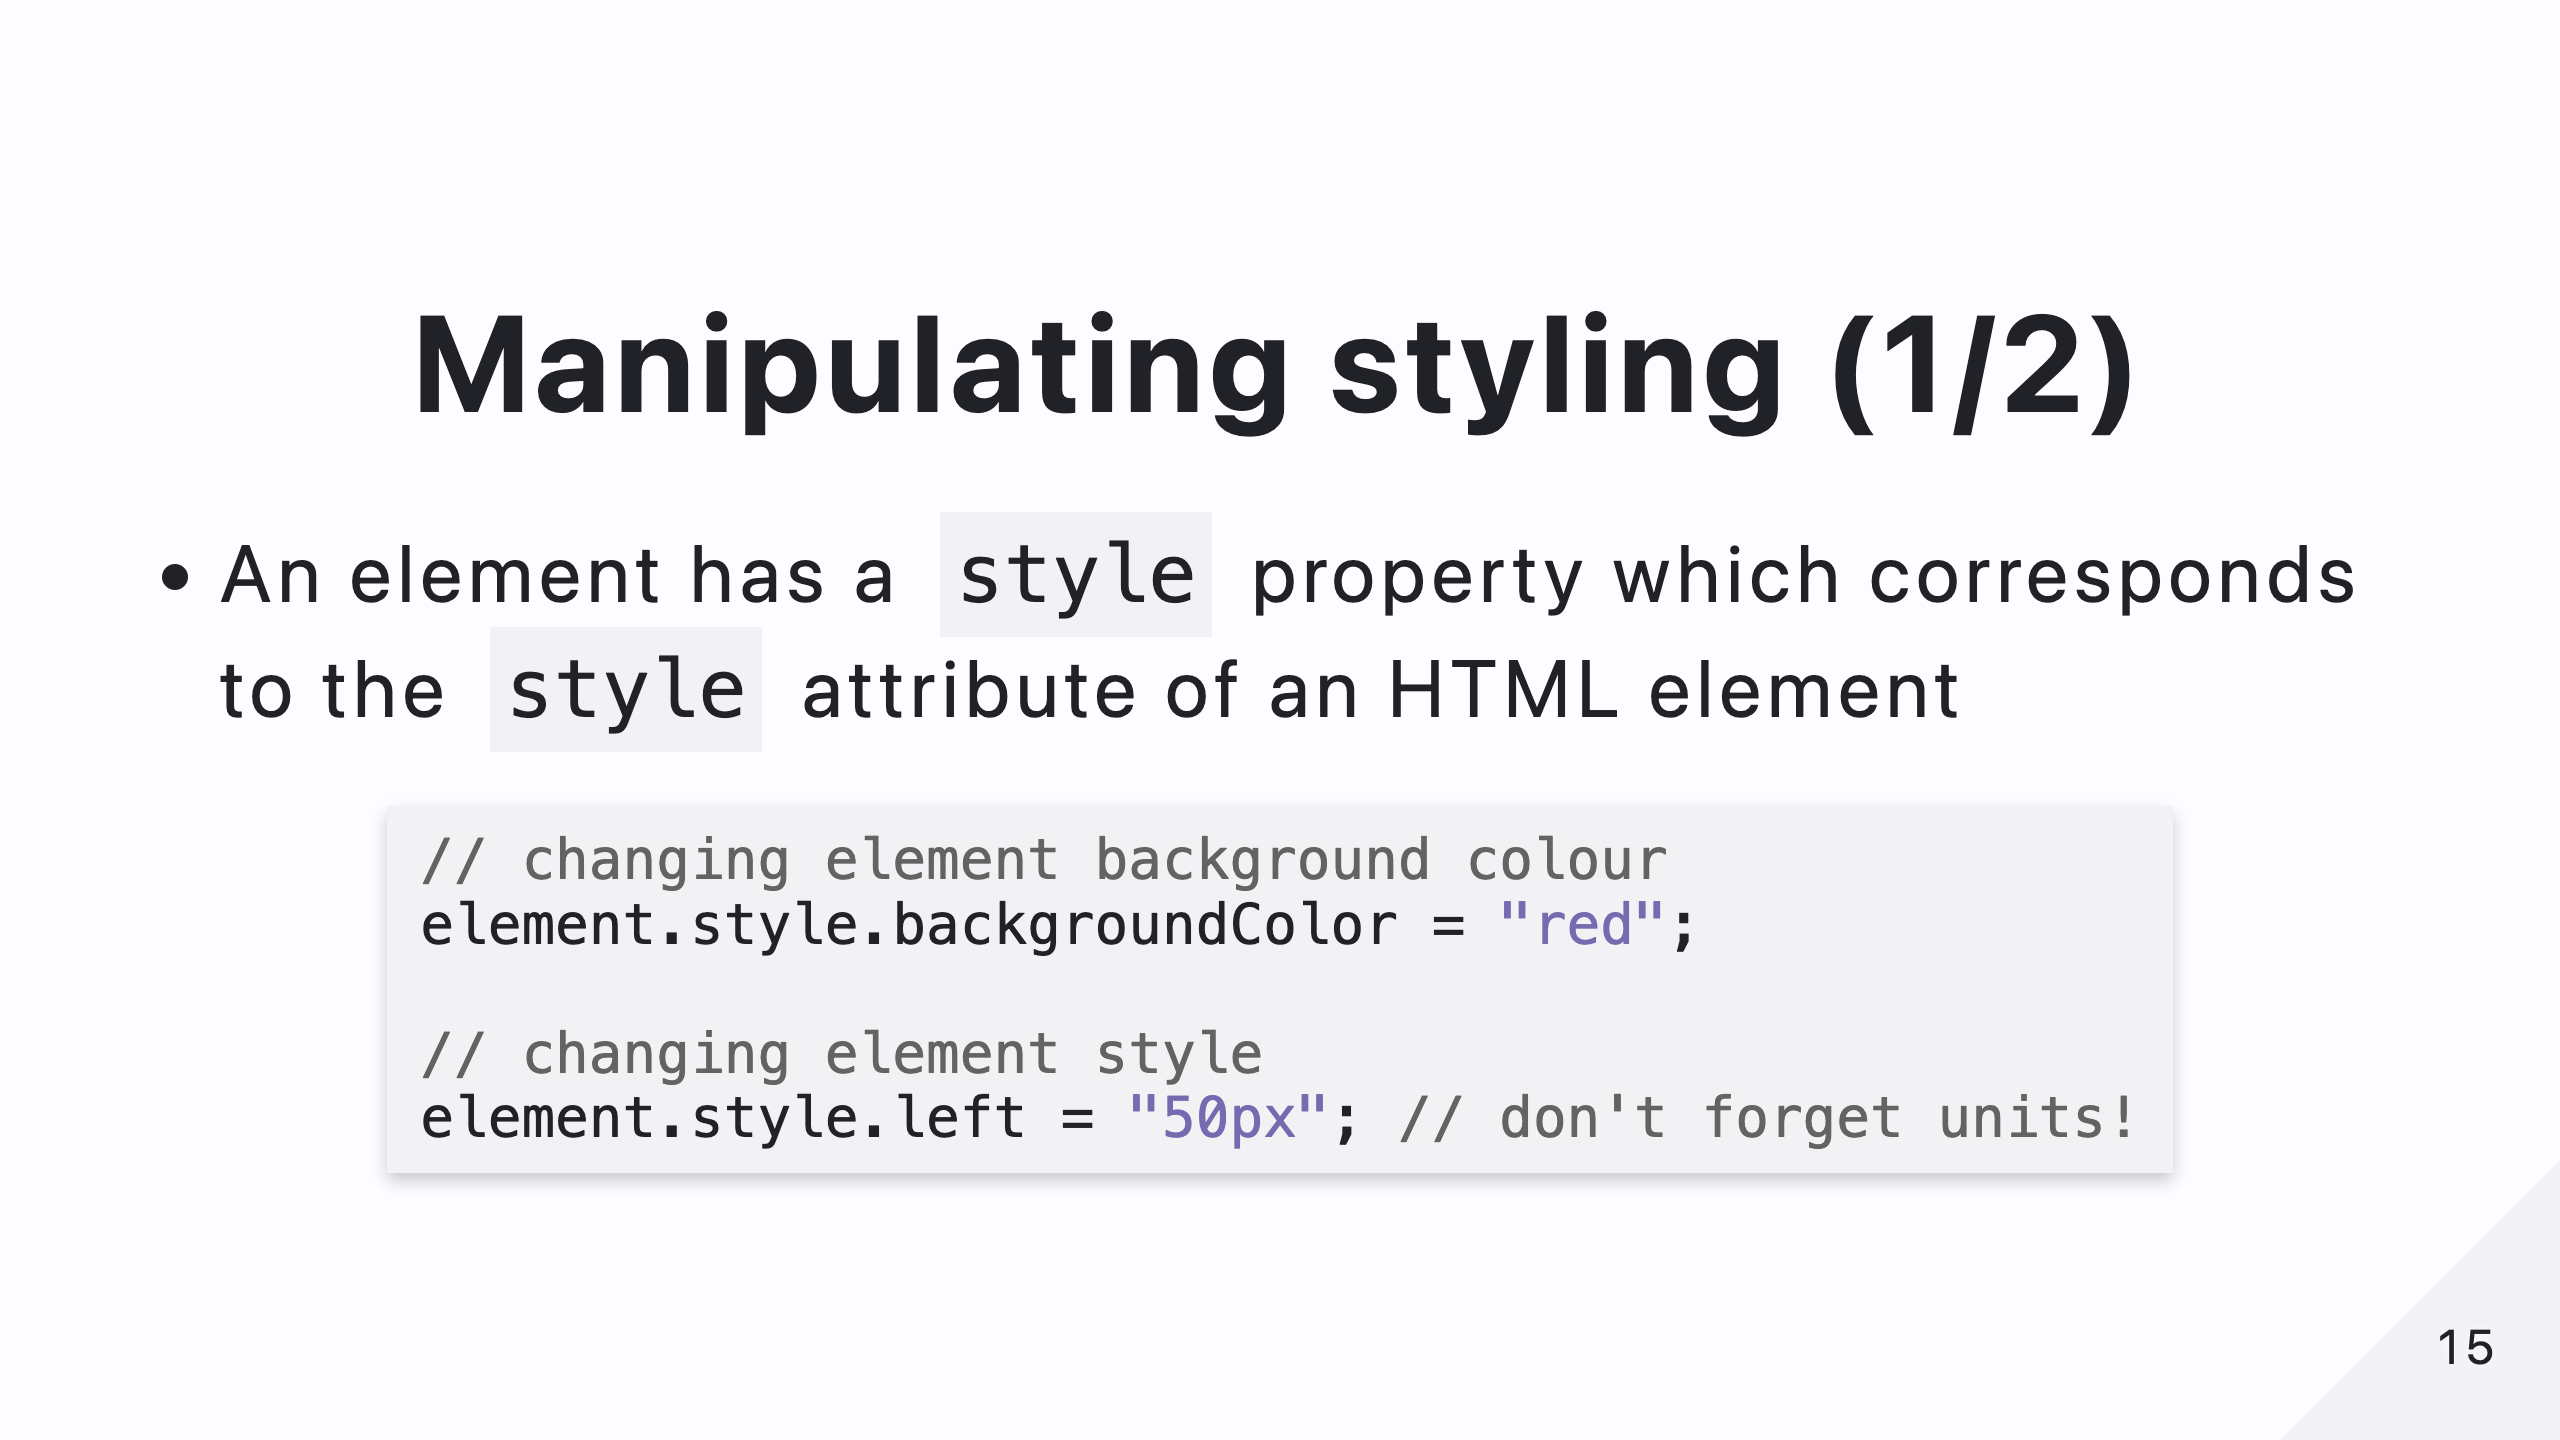 Manipulating styling (1/2)
• An element has a style property which corresponds
to the style attribute of an HTML element
// changing element background colour
element.style.backgroundColor = "red";
// changing element style
element.style.left = "50px"; // don't forget units!
15